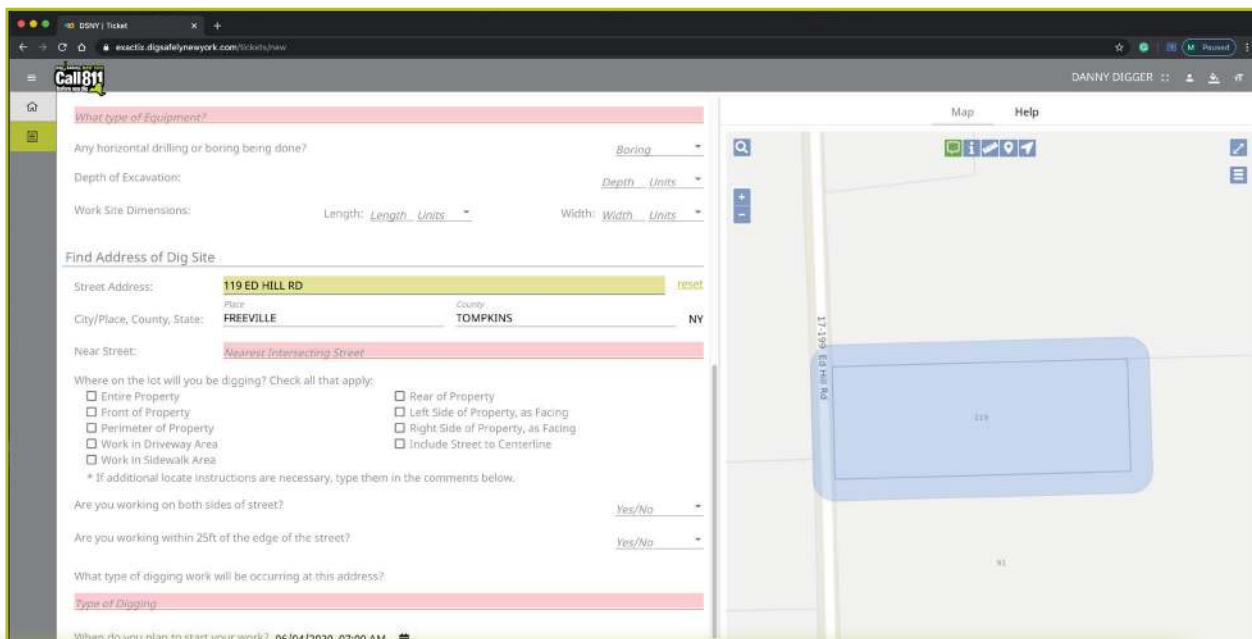 DSNY | Ticket
exactix.digsafelynewyork.com/tickets/new
M Paused
Call811
DANNY DIGGER
What type of Equipment?
Any horizontal drilling or boring being done? Boring
Depth of Excavation: Depth Units
Work Site Dimensions: Length: Length Units Width: Width Units
Find Address of Dig Site
Street Address: 119 ED HILL RD reset
Place County
City/Place, County, State: FREEVILLE TOMPKINS NY
Near Street: Nearest Intersecting Street
Where on the lot will you be digging? Check all that apply:
Entire Property Rear of Property
Front of Property Left Side of Property, as Facing
Perimeter of Property Right Side of Property, as Facing
Work in Driveway Area Include Street to Centerline
Work in Sidewalk Area
* If additional locate instructions are necessary, type them in the comments below.
Are you working on both sides of street? Yes/No
Are you working within 25ft of the edge of the street? Yes/No
What type of digging work will be occurring at this address?
Type of Digging
When do you plan to start your work? 06/04/2020 07:00 AM
Map Help
17-199 Ed Hill Rd
119
91